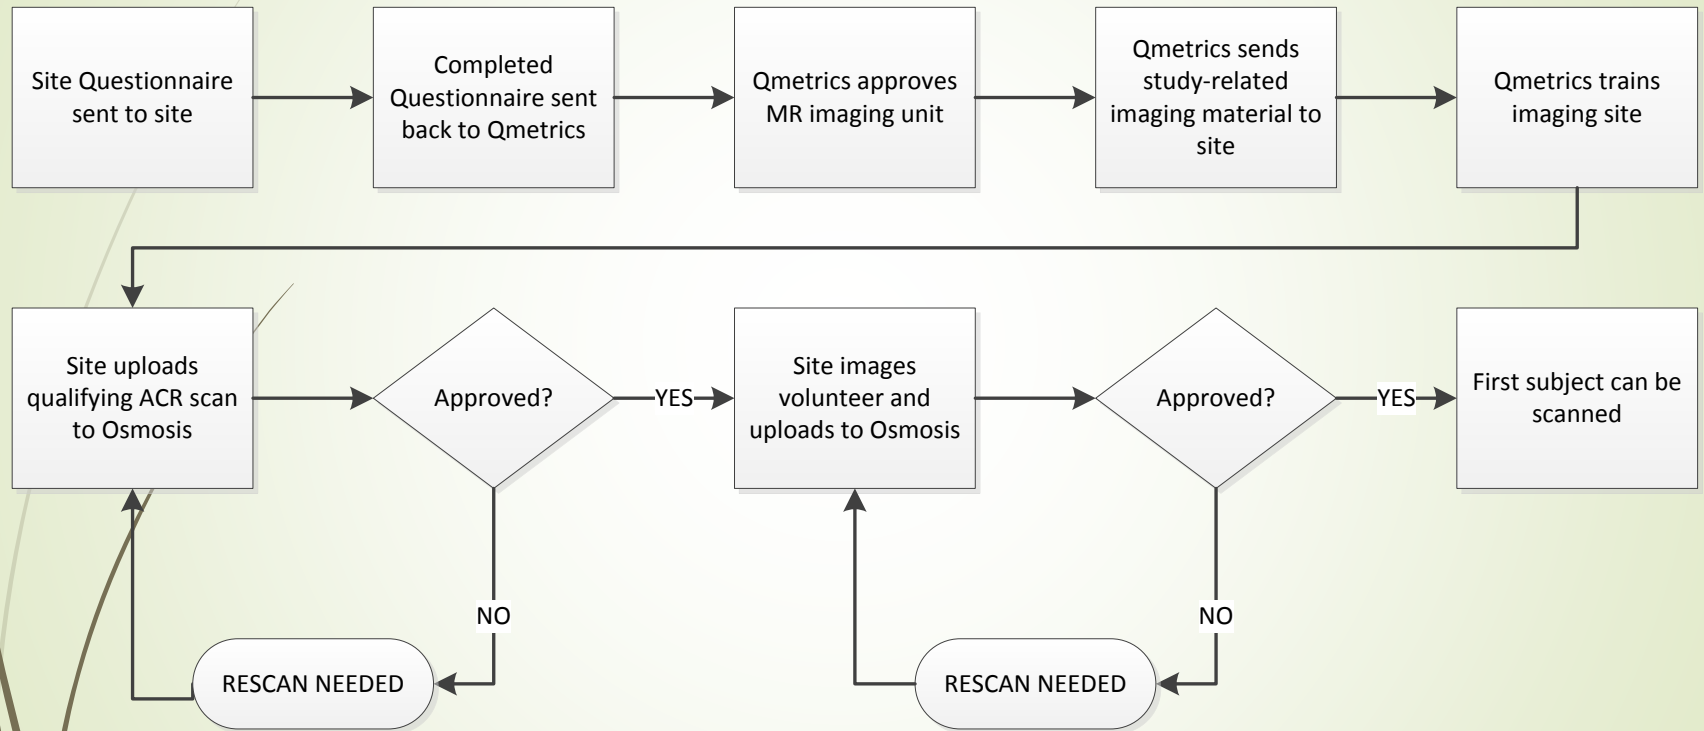 Site Questionnaire
sent to site
Completed
Questionnaire sent
back to Qmetrics
Qmetrics approves
MR imaging unit
Qmetrics sends
study-related
imaging material to
site
Qmetrics trains
imaging site
Site uploads
qualifying ACR scan
to Osmosis
Approved?
YES
Site images
volunteer and
uploads to Osmosis
Approved?
YES
First subject can be
scanned
NO
RESCAN NEEDED
NO
RESCAN NEEDED